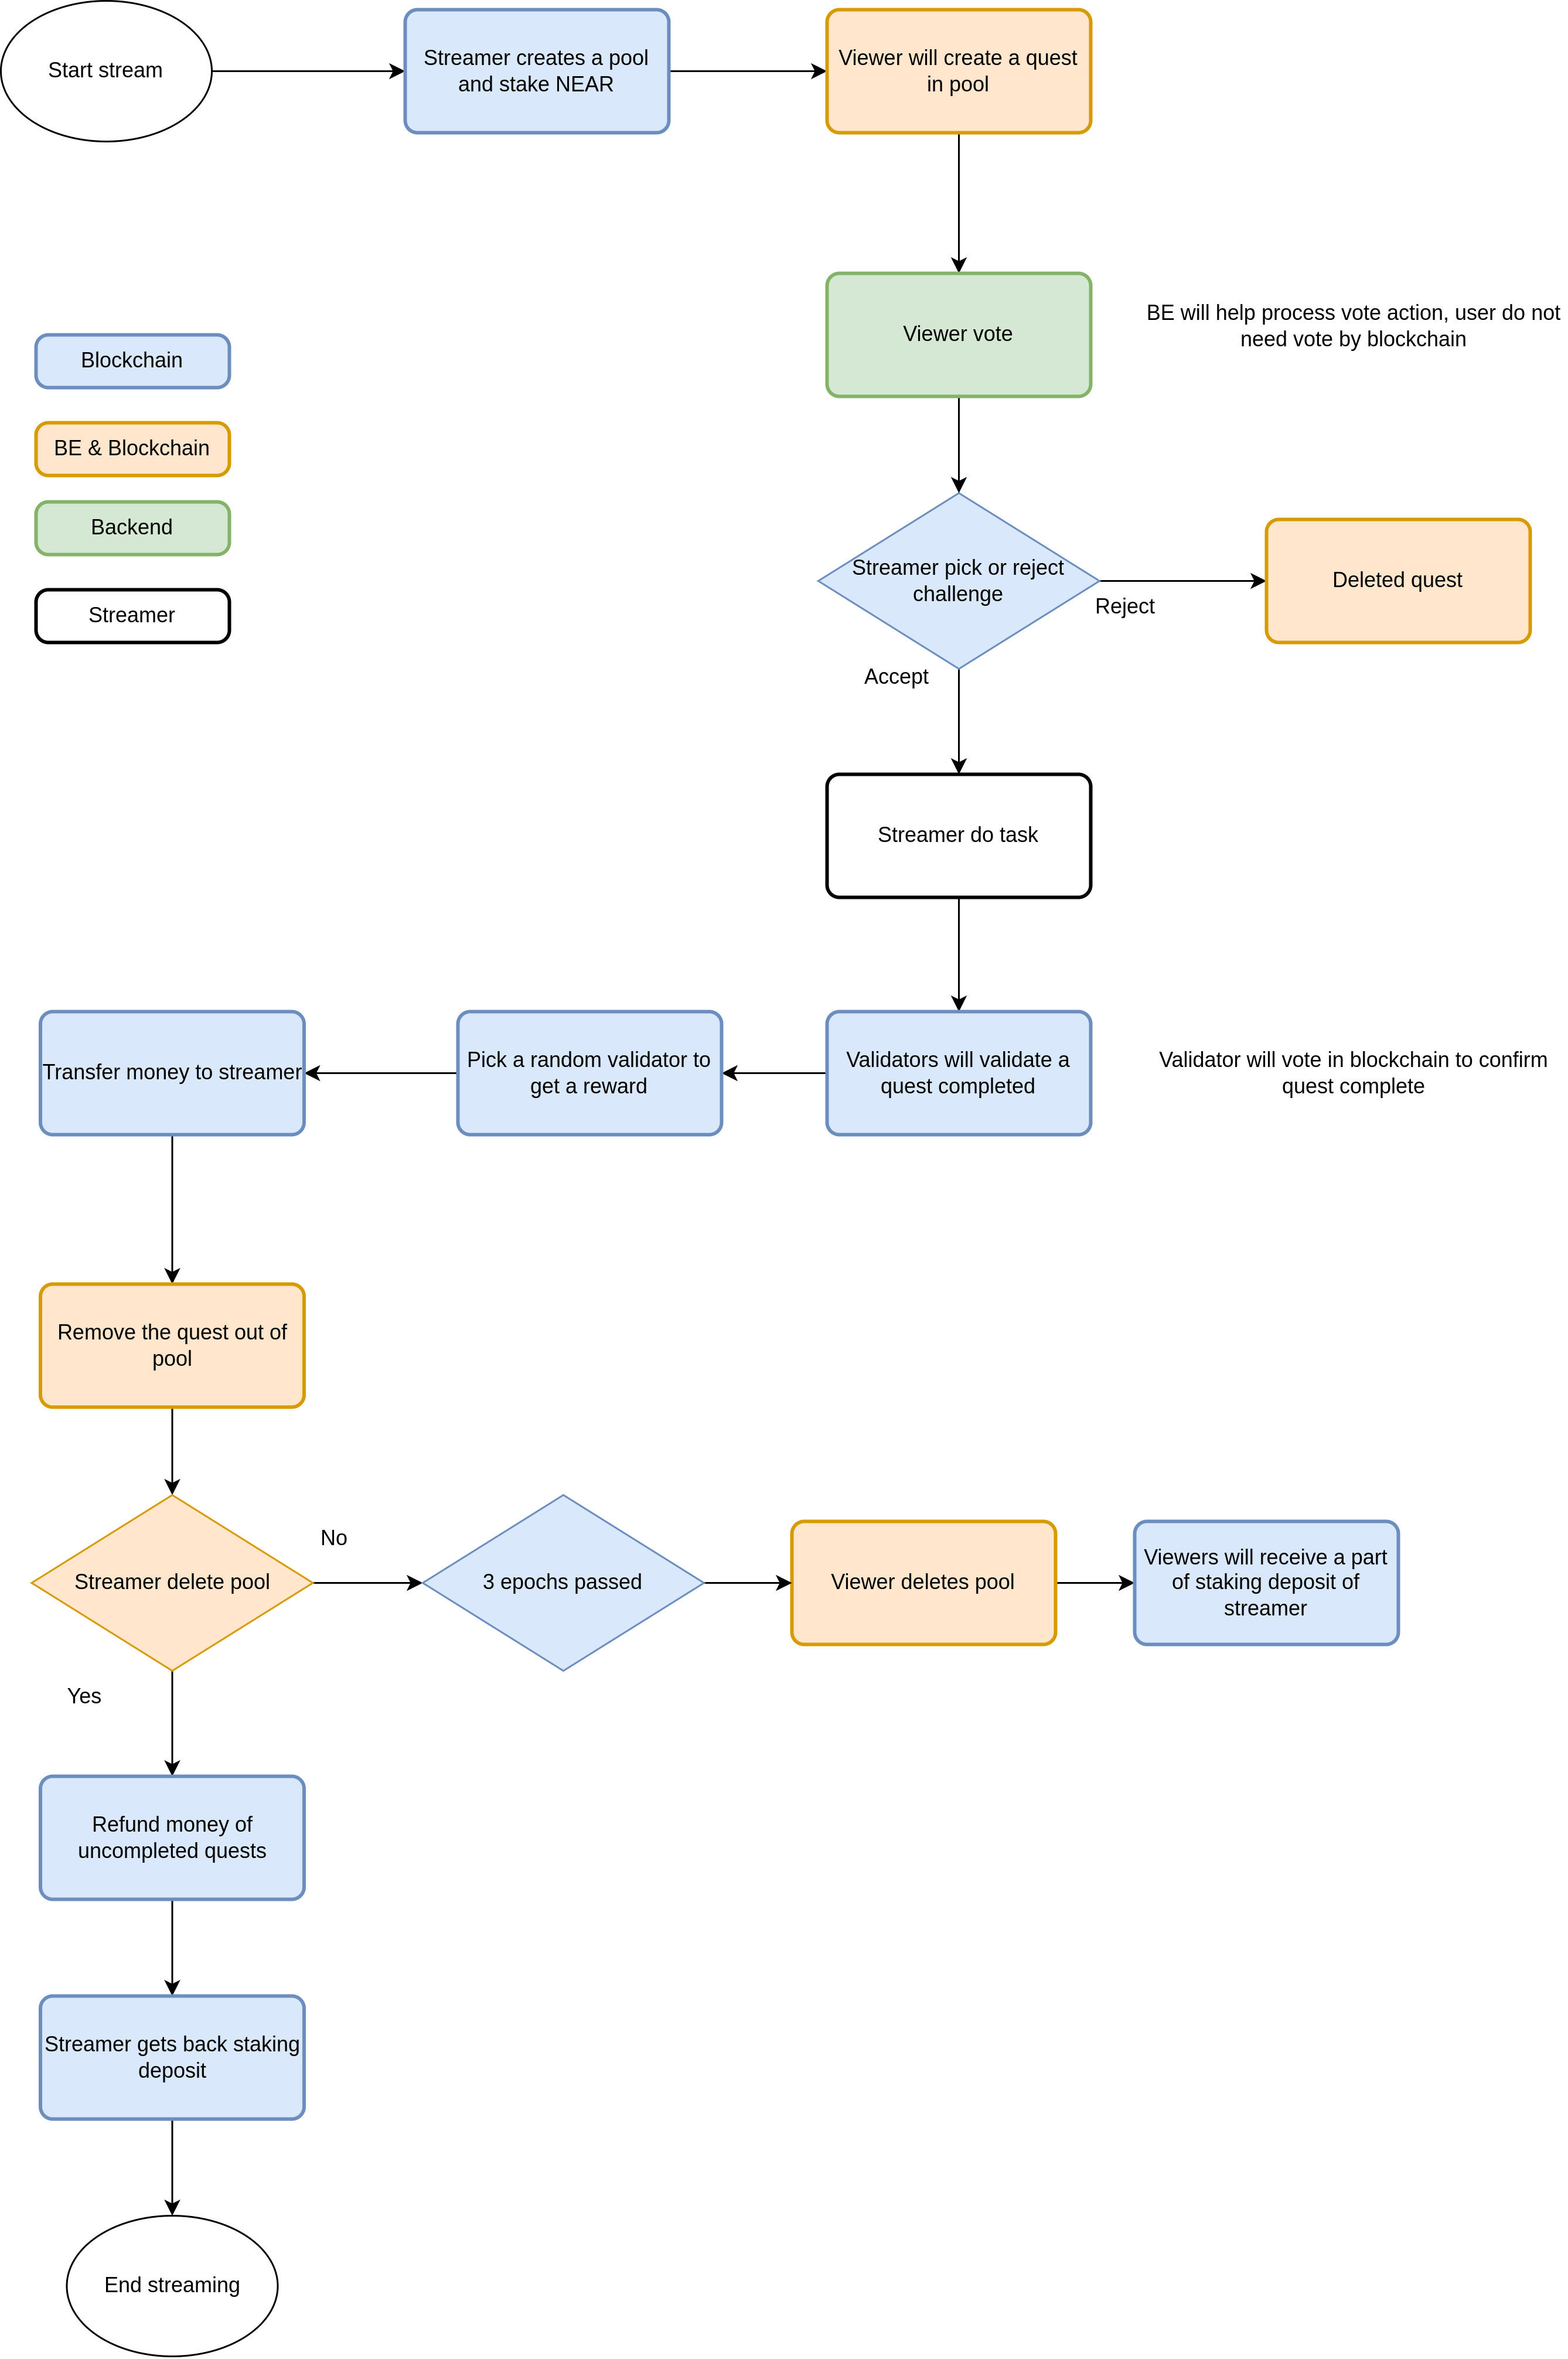 Start stream
Streamer creates a pool
and stake NEAR
Viewer will create a quest
in pool
Viewer vote
BE will help process vote action, user do not
need vote by blockchain
Blockchain
BE & Blockchain
Backend
Streamer
Streamer pick or reject
challenge
Reject
Deleted quest
Accept
Streamer do task
Transfer money to streamer
Pick a random validator to
get a reward
Validators will validate a
quest completed
Validator will vote in blockchain to confirm
quest complete
Remove the quest out of
pool
Streamer delete pool
No
3 epochs passed
Viewer deletes pool
Viewers will receive a part
of staking deposit of
streamer
Yes
Refund money of
uncompleted quests
Streamer gets back staking
deposit
End streaming